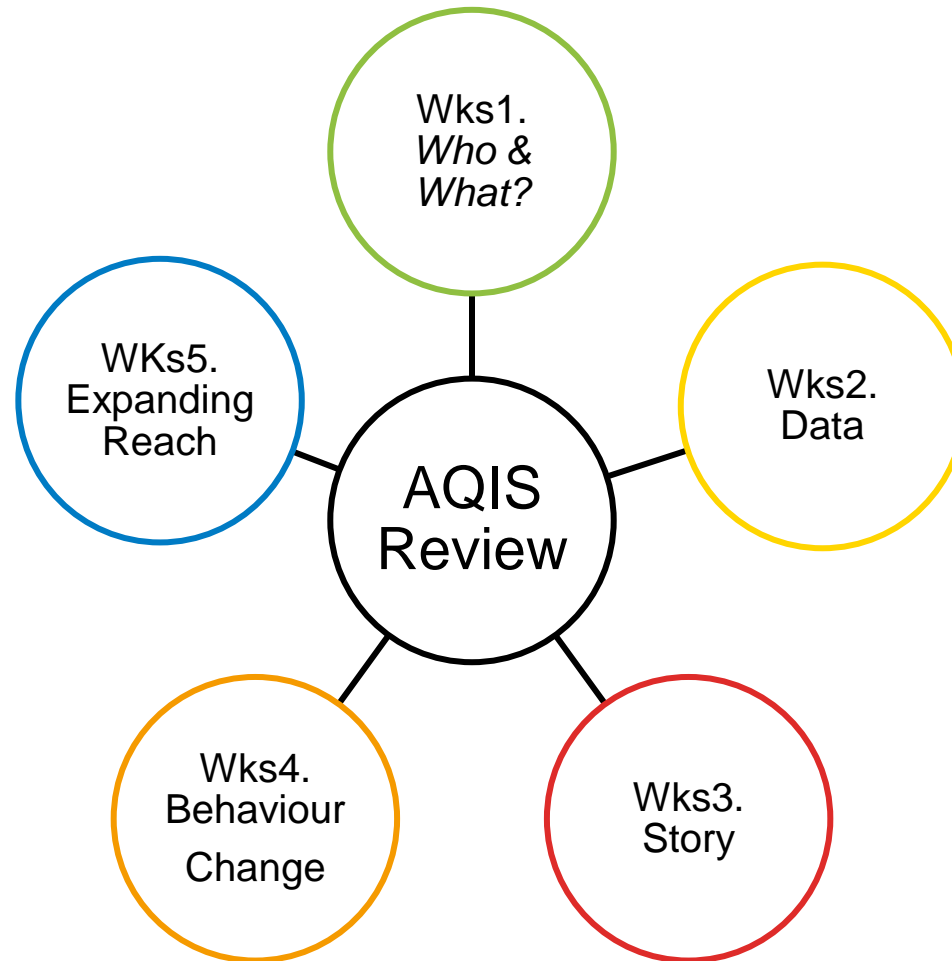 Wks1.
Who &
What?
Wks2.
Data
Wks3.
Story
Wks4.
Behaviour
Change
WKs5.
Expanding
Reach
AQIS
Review